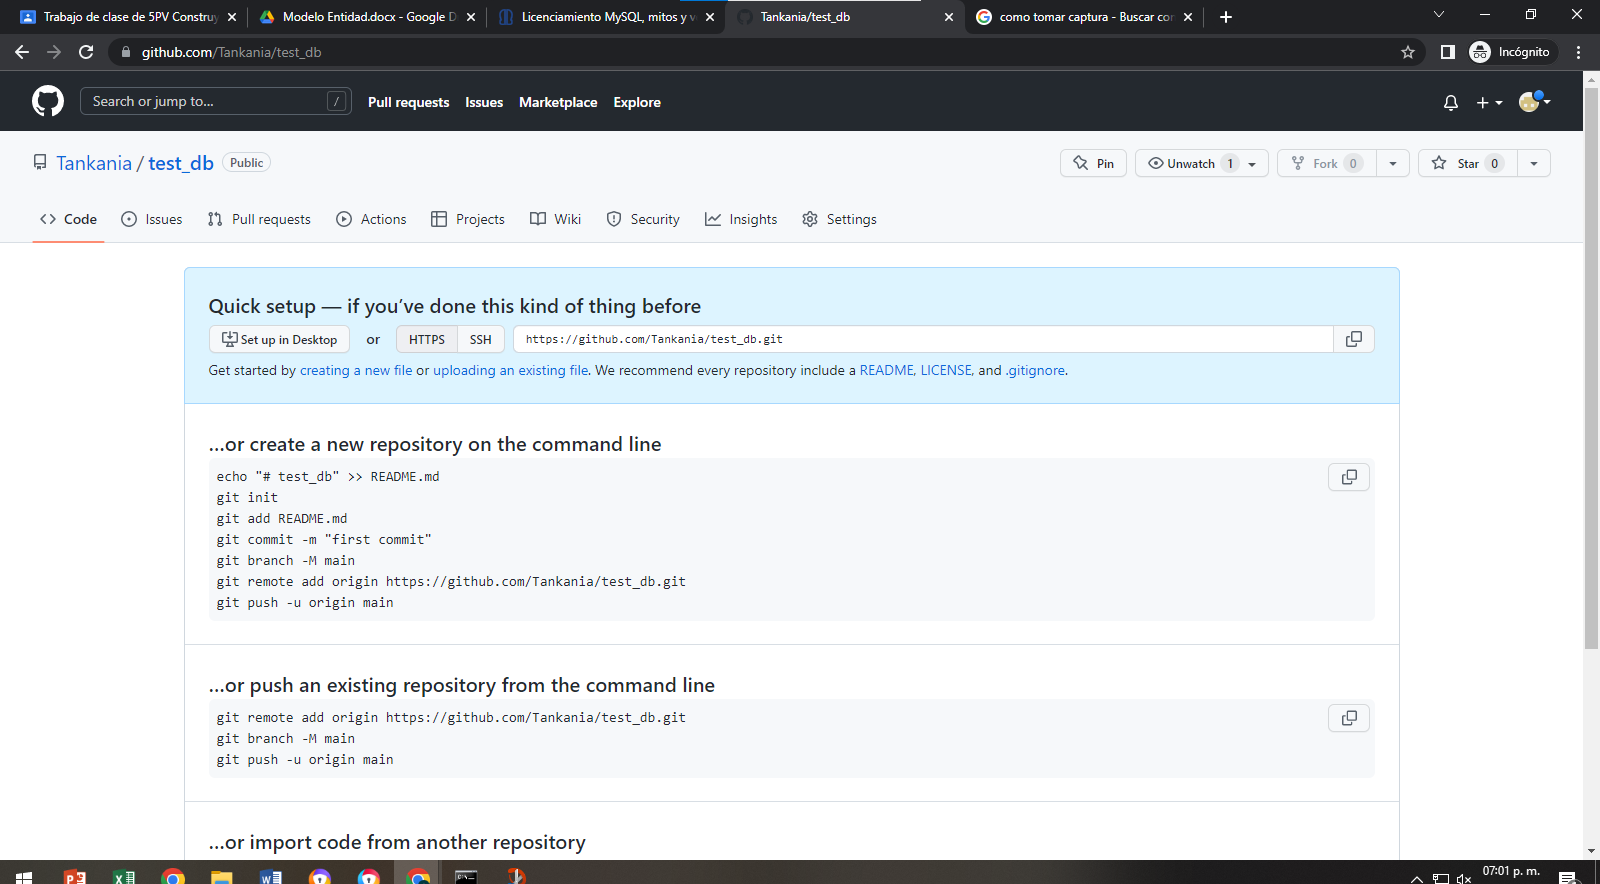 Trabajo de clase de 5PV Constru
Modelo Entidad.docx - Google D
Licenciamiento MySQL, mitos y v
Tankania/test_db
como tomar captura - Buscar co
github.com/Tankania/test_db
Incógnito
Search or jump to...
/
Pull requests
Issues
Marketplace
Explore
Tankania / test_db
Public
Pin
Unwatch 1
Fork 0
Star 0
Code
Issues
Pull requests
Actions
Projects
Wiki
Security
Insights
Settings
Quick setup — if you’ve done this kind of thing before
Set up in Desktop
or
HTTPS
SSH
https://github.com/Tankania/test_db.git
Get started by creating a new file or uploading an existing file. We recommend every repository include a README, LICENSE, and .gitignore.
…or create a new repository on the command line
echo "# test_db" >> README.md
git init
git add README.md
git commit -m "first commit"
git branch -M main
git remote add origin https://github.com/Tankania/test_db.git
git push -u origin main
…or push an existing repository from the command line
git remote add origin https://github.com/Tankania/test_db.git
git branch -M main
git push -u origin main
…or import code from another repository
07:01 p. m.